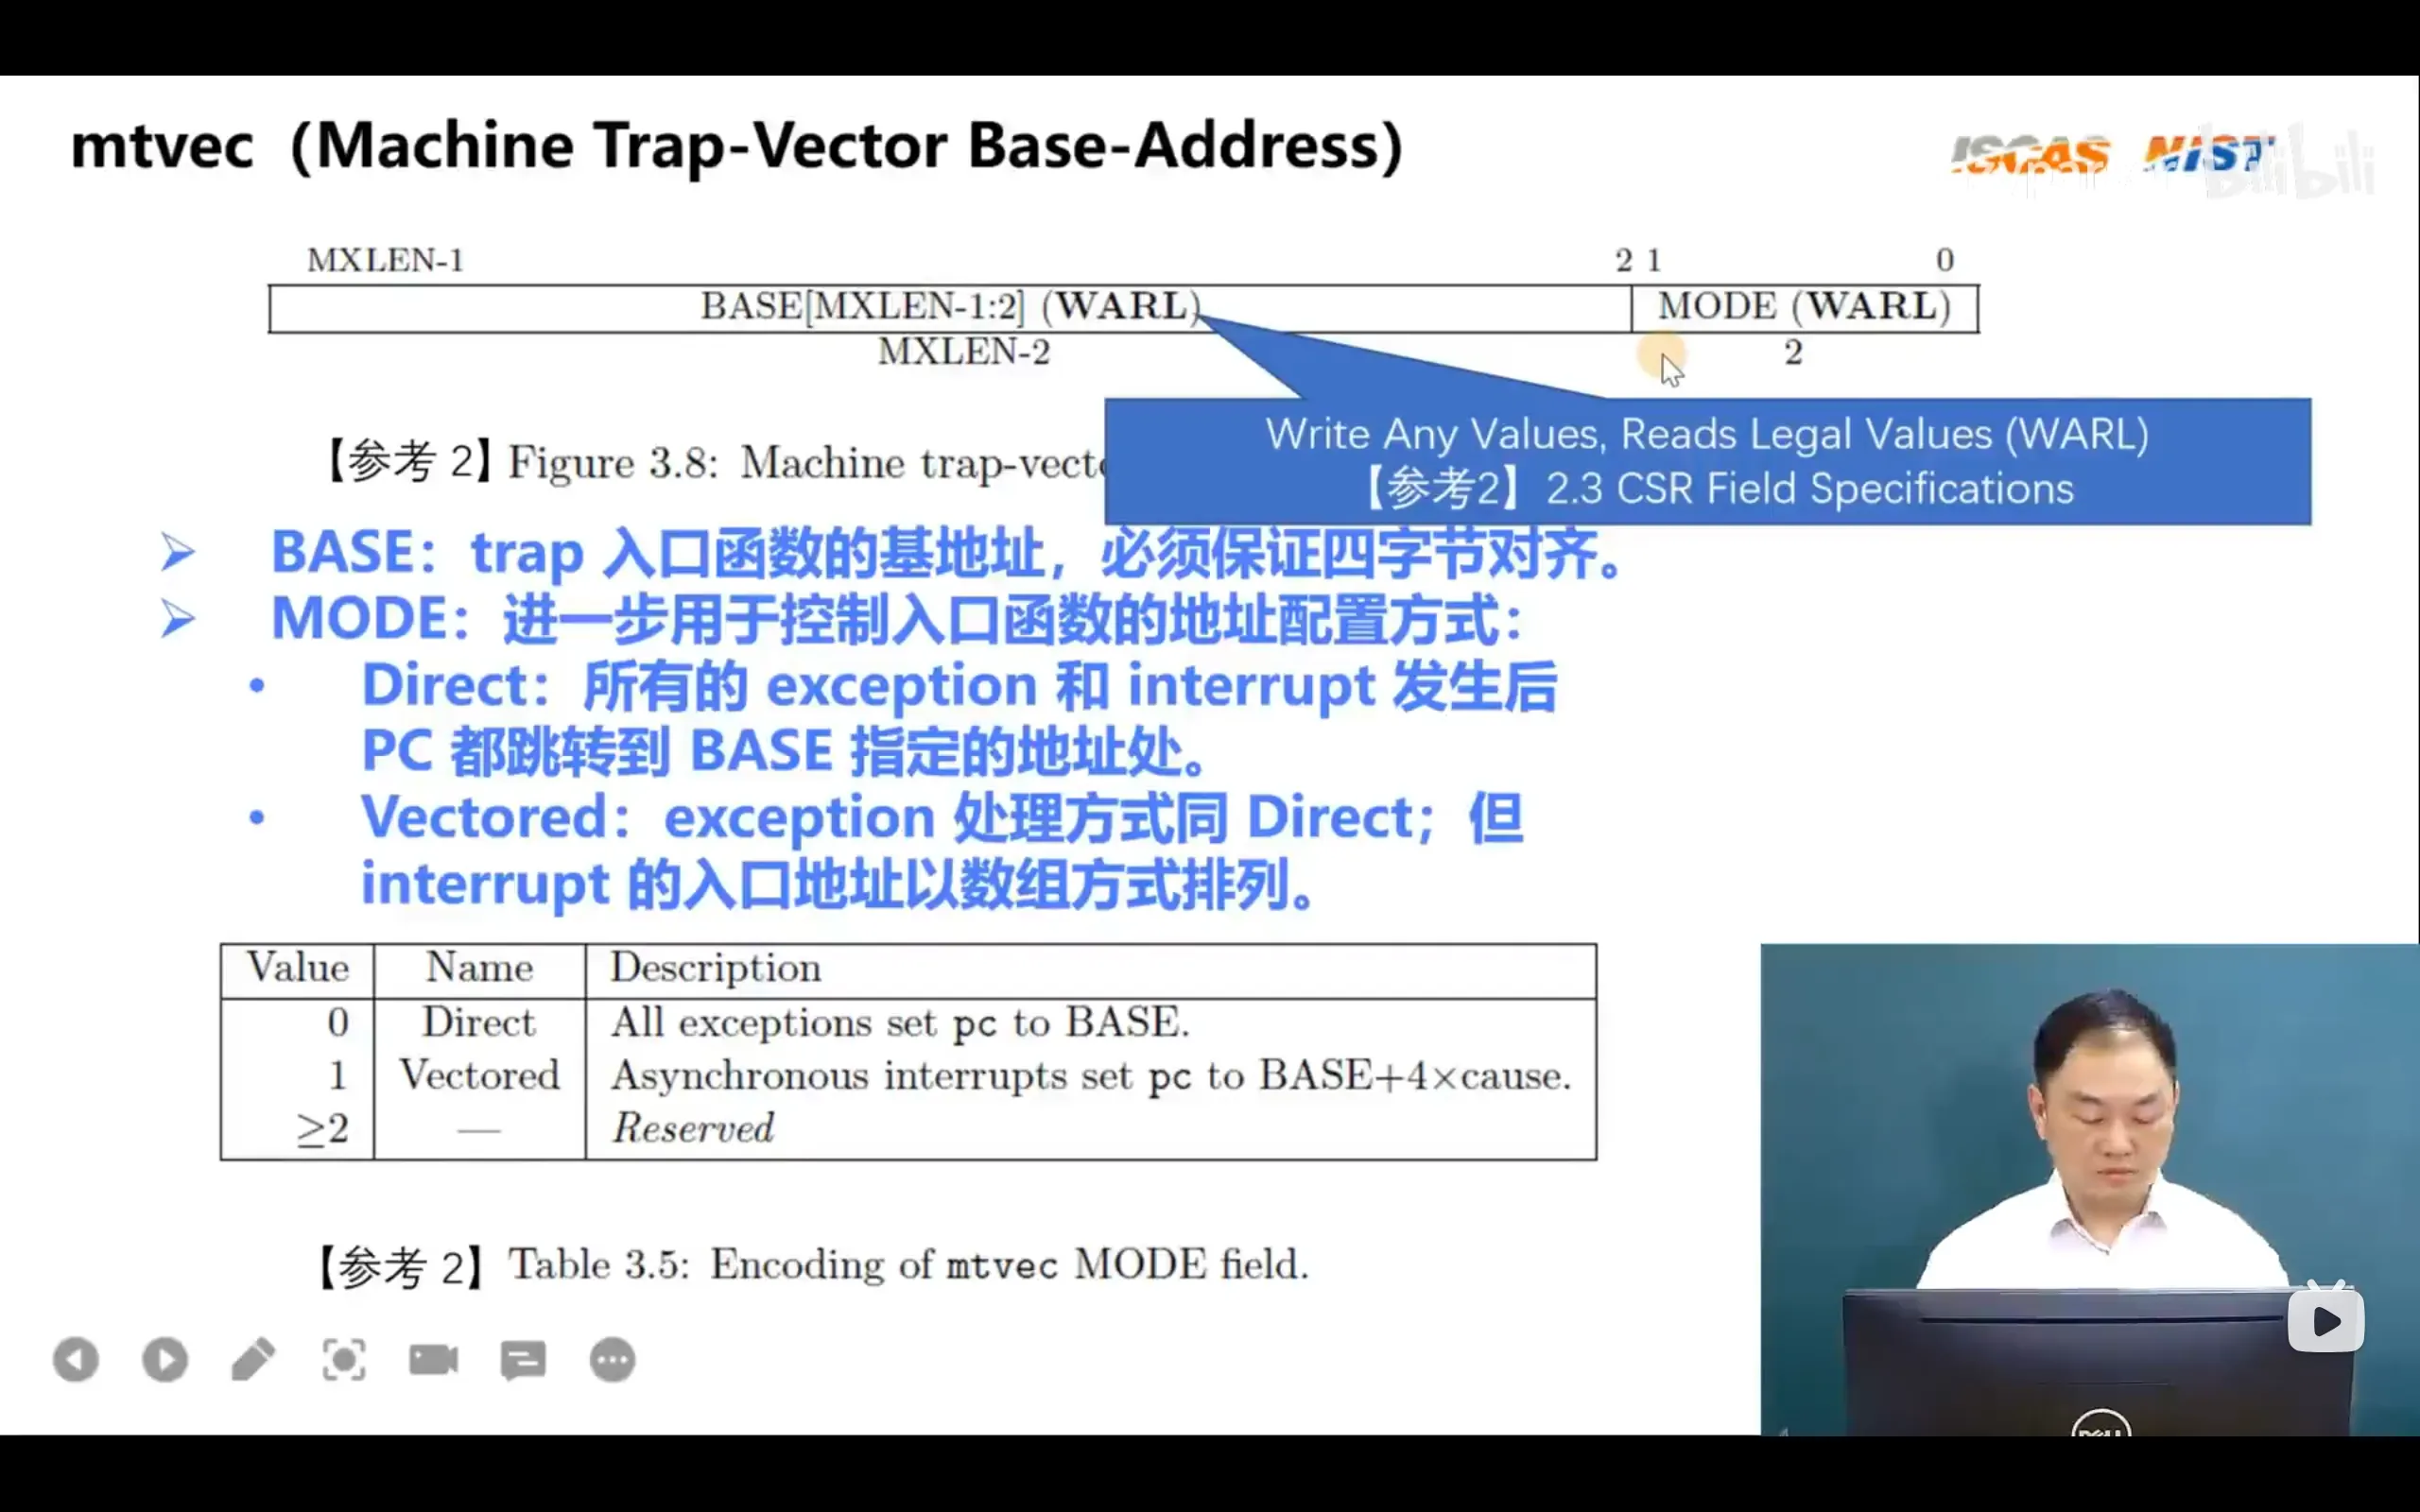 mtvec（Machine Trap-Vector Base-Address）
ISCAS NIST
bilibili
MXLEN-1 2 1 0
BASE[MXLEN-1:2] (WARL) MODE (WARL)
MXLEN-2 2
Write Any Values, Reads Legal Values (WARL)
【参考2】2.3 CSR Field Specifications
【参考 2】Figure 3.8: Machine trap-vect
BASE：trap 入口函数的基地址，必须保证四字节对齐。
MODE：进一步用于控制入口函数的地址配置方式：
• Direct：所有的 exception 和 interrupt 发生后
PC 都跳转到 BASE 指定的地址处。
• Vectored：exception 处理方式同 Direct；但
interrupt 的入口地址以数组方式排列。
Value Name Description
0 Direct All exceptions set pc to BASE.
1 Vectored Asynchronous interrupts set pc to BASE+4×cause.
≥2 — Reserved
【参考 2】Table 3.5: Encoding of mtvec MODE field.